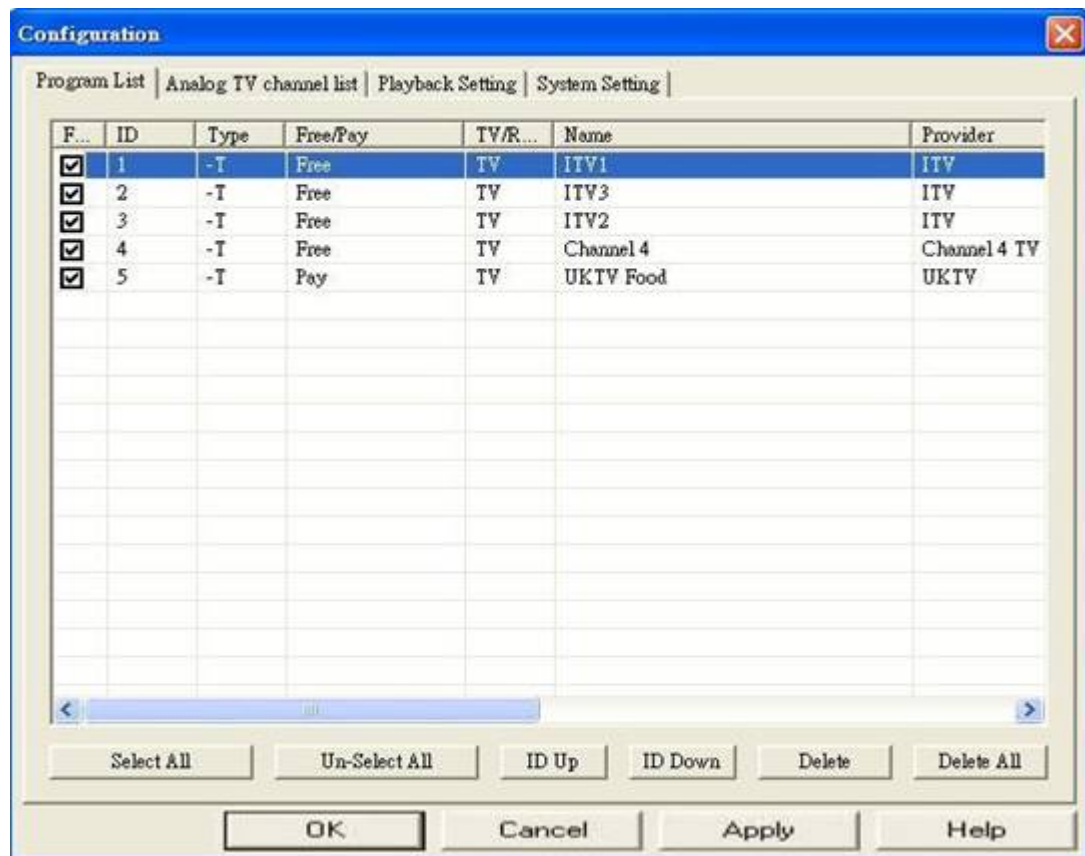 Configuration
Program List Analog TV channel list Playback Setting System Setting
F... ID Type Free/Pay TV/R... Name Provider
1 -T Free TV ITV1 ITV
2 -T Free TV ITV3 ITV
3 -T Free TV ITV2 ITV
4 -T Free TV Channel 4 Channel 4 TV
5 -T Pay TV UKTV Food UKTV
Select All Un-Select All ID Up ID Down Delete Delete All
OK Cancel Apply Help